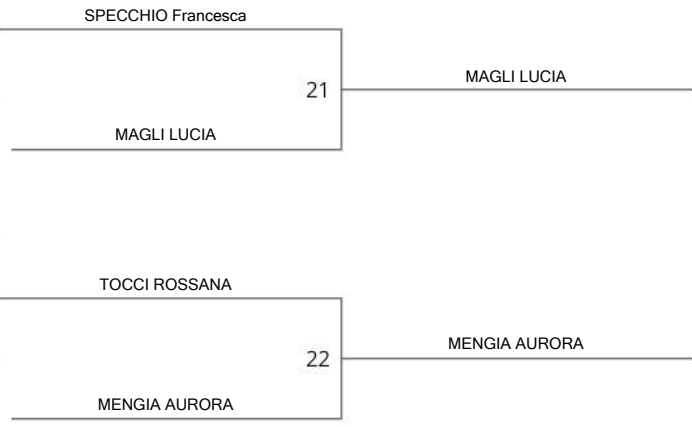 SPECCHIO Francesca
21
MAGLI LUCIA
MAGLI LUCIA
TOCCI ROSSANA
22
MENGIA AURORA
MENGIA AURORA